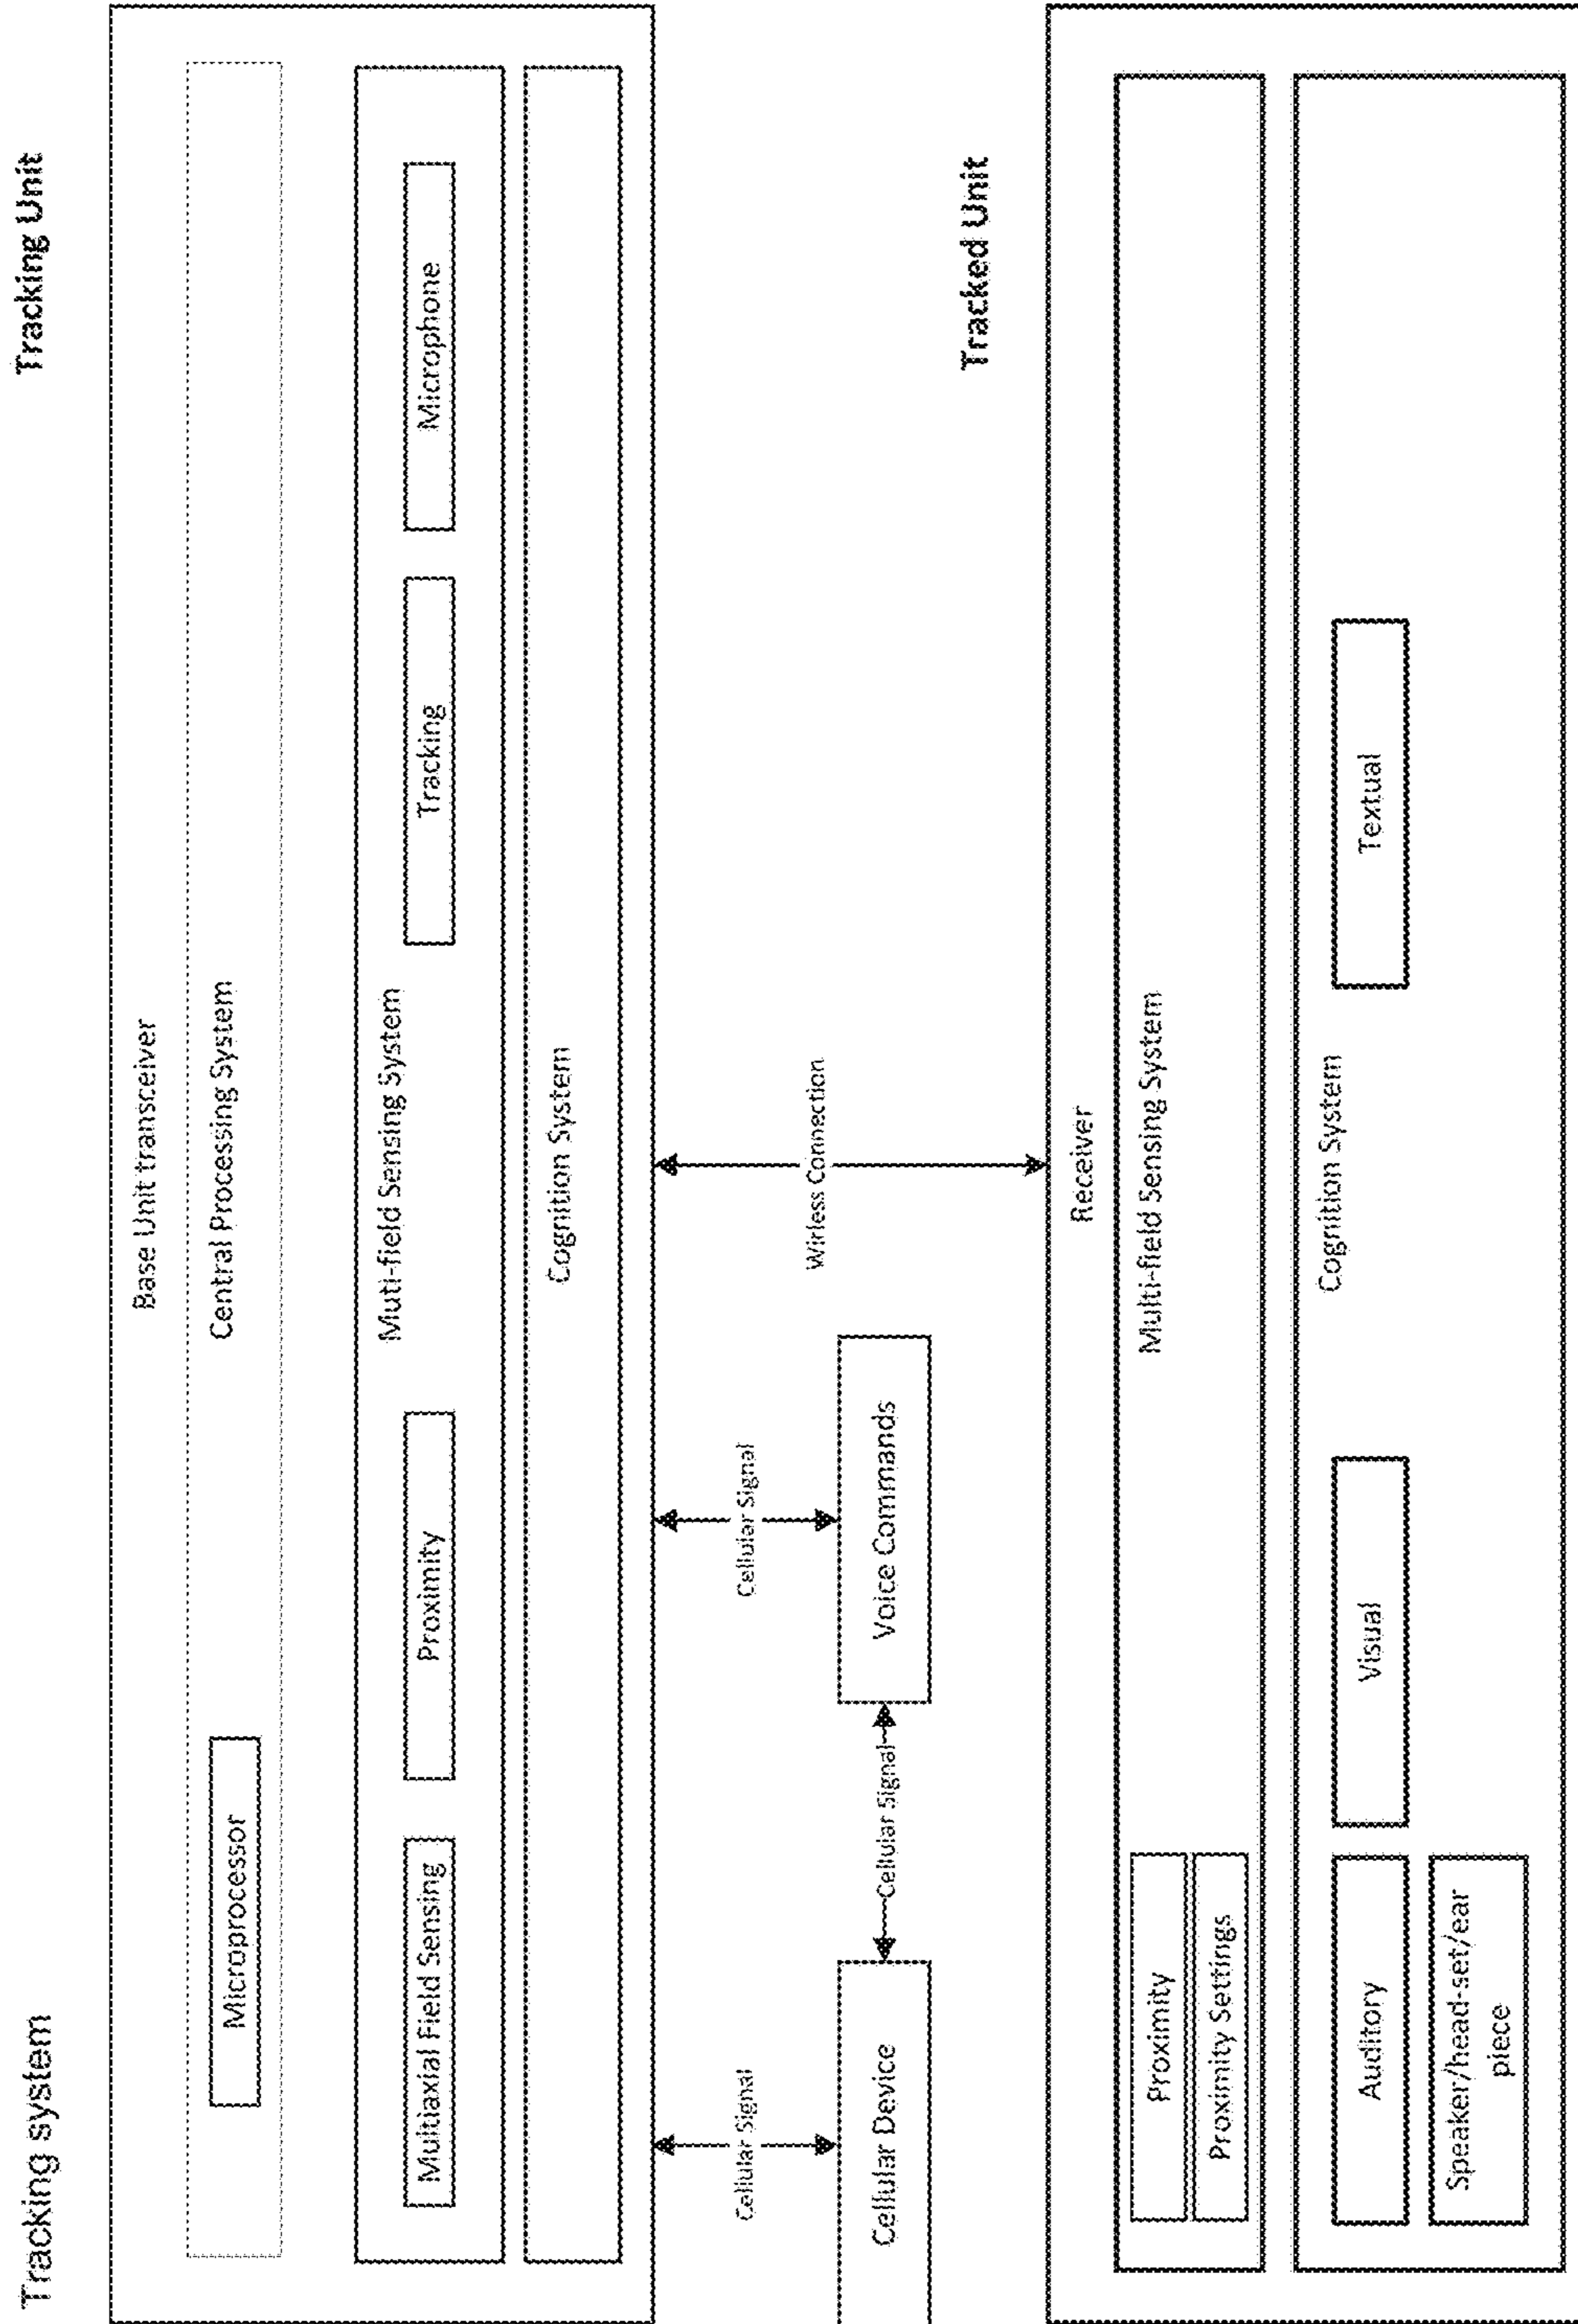 Tracking system
Tracking Unit
Base Unit transceiver
Central Processing System
Microprocessor
Muti-field Sensing System
Multiaxial Field Sensing
Proximity
Tracking
Microphone
Cognition System
Cellular Signal
Cellular Signal
Wirless Connection
Cellular Device
Cellular Signal
Voice Commands
Tracked Unit
Receiver
Multi-field Sensing System
Proximity
Proximity Settings
Cognition System
Auditory
Visual
Textual
Speaker/head-set/ear
piece